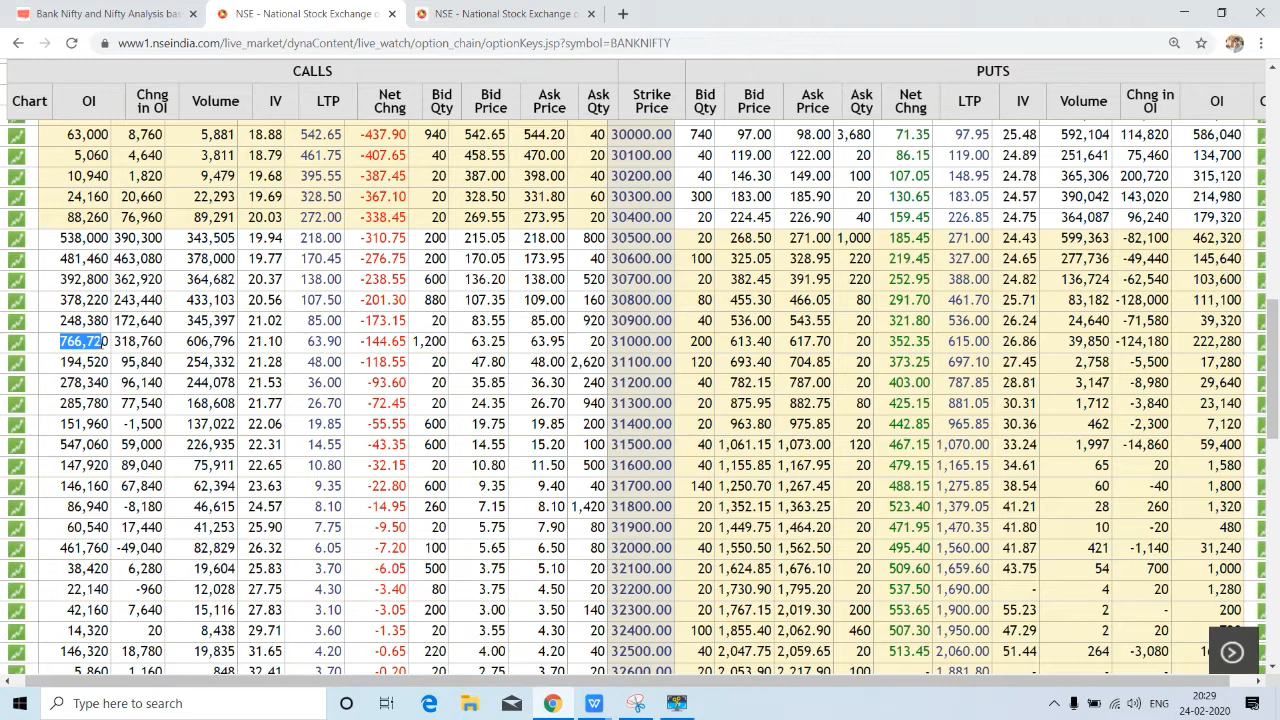 Bank Nifty and Nifty Analysis bas
NSE - National Stock Exchange o
NSE - National Stock Exchange o
www1.nseindia.com/live_market/dynaContent/live_watch/option_chain/optionKeys.jsp?symbol=BANKNIFTY
CALLS PUTS
Chart OI Chng in OI Volume IV LTP Net Chng Bid Qty Bid Price Ask Price Ask Qty Strike Price Bid Qty Bid Price Ask Price Ask Qty Net Chng LTP IV Volume Chng in OI OI C
63,000 8,760 5,881 18.88 542.65 -437.90 940 542.65 544.20 40 30000.00 740 97.00 98.00 3,680 71.35 97.95 25.48 592,104 114,820 586,040
5,060 4,640 3,811 18.79 461.75 -407.65 40 458.55 470.00 20 30100.00 40 119.00 122.00 20 86.15 119.00 24.89 251,641 75,460 134,700
10,940 1,820 9,479 19.68 395.55 -387.45 20 387.00 398.00 40 30200.00 40 146.30 149.00 100 107.05 148.95 24.78 365,306 200,720 315,120
24,160 20,660 22,293 19.69 328.50 -367.10 20 328.50 331.80 60 30300.00 300 183.00 185.90 20 130.65 183.05 24.57 390,042 143,020 214,980
88,260 76,960 89,291 20.03 272.00 -338.45 20 269.55 273.95 20 30400.00 20 224.45 226.90 40 159.45 226.85 24.75 364,087 96,240 179,320
538,000 390,300 343,505 19.94 218.00 -310.75 200 215.05 218.00 800 30500.00 20 268.50 271.00 1,000 185.45 271.00 24.43 599,363 -82,100 462,320
481,460 463,080 378,000 19.77 170.45 -276.75 200 170.05 173.75 40 30600.00 100 325.05 328.95 220 219.45 327.00 24.65 277,736 -49,440 145,640
392,800 362,920 364,682 20.37 138.00 -238.55 600 136.20 138.00 520 30700.00 20 382.45 391.95 220 252.95 388.00 24.82 136,724 -62,540 103,600
378,220 243,440 433,103 20.56 107.50 -201.30 880 107.35 109.00 160 30800.00 80 455.30 466.05 80 291.70 461.70 25.71 83,182 -128,000 111,100
248,380 172,640 345,397 21.02 85.00 -173.15 20 83.55 85.00 920 30900.00 40 536.00 543.55 20 321.80 536.00 26.24 24,640 -71,580 39,320
766,720 318,760 606,796 21.10 63.90 -144.65 1,200 63.25 63.95 20 31000.00 200 613.40 617.70 20 352.35 615.00 26.86 39,850 -124,180 222,280
194,520 95,840 254,332 21.28 48.00 -118.55 20 47.80 48.00 2,620 31100.00 120 693.40 704.85 20 373.25 697.10 27.45 2,758 -5,500 17,280
278,340 96,140 244,078 21.53 36.00 -93.60 20 35.85 36.30 240 31200.00 40 782.15 787.00 20 403.00 787.85 28.81 3,147 -8,980 29,640
285,780 77,540 168,608 21.77 26.70 -72.45 20 24.35 26.70 940 31300.00 20 875.95 882.75 80 425.15 881.05 30.31 1,712 -3,840 23,140
151,960 -1,500 137,022 22.06 19.85 -55.55 600 19.75 19.85 200 31400.00 20 963.80 975.85 20 442.85 965.85 30.36 462 -2,300 7,120
547,060 59,000 226,935 22.31 14.55 -43.35 600 14.55 15.20 100 31500.00 40 1,061.15 1,073.00 120 467.15 1,070.00 33.24 1,997 -14,860 59,400
147,920 89,040 75,911 22.65 10.80 -32.15 20 10.80 11.50 500 31600.00 40 1,155.85 1,167.95 20 479.15 1,165.15 34.61 65 20 1,580
146,160 67,840 62,394 23.63 9.35 -22.80 600 9.35 9.40 40 31700.00 140 1,250.70 1,267.45 20 488.15 1,275.85 38.54 60 -40 1,800
86,940 -8,180 46,615 24.57 8.10 -14.95 260 7.15 8.10 1,420 31800.00 20 1,352.15 1,363.25 20 523.40 1,379.05 41.21 28 260 1,320
60,540 17,440 41,253 25.90 7.75 -9.50 20 5.75 7.90 80 31900.00 20 1,449.75 1,464.20 20 471.95 1,470.35 41.80 10 -20 480
461,760 -49,040 82,829 26.32 6.05 -7.20 100 5.65 6.50 80 32000.00 40 1,550.50 1,562.50 20 495.40 1,560.00 41.87 421 -1,140 31,240
38,420 6,280 19,604 25.83 3.70 -6.05 500 3.75 5.10 20 32100.00 20 1,624.85 1,676.10 20 509.60 1,659.60 43.75 54 700 1,000
22,140 -960 12,028 27.75 4.30 -3.40 80 3.75 4.50 20 32200.00 20 1,730.90 1,795.20 20 537.50 1,690.00 - 4 20 1,280
42,160 7,640 15,116 27.83 3.10 -3.05 200 3.00 3.50 140 32300.00 20 1,767.15 2,019.30 200 553.65 1,900.00 55.23 2 - 200
14,320 20 8,438 29.71 3.60 -1.35 20 3.55 4.30 20 32400.00 100 1,855.40 2,062.90 460 507.30 1,950.00 47.29 2 20
146,320 18,780 19,835 31.65 4.20 -0.65 220 4.00 4.20 40 32500.00 40 2,047.75 2,059.65 40 513.45 2,060.00 51.44 264 -3,080
5,860 1,160 848 32.41 3.70 -0.20 20 2.75 3.70 20 32600.00 20 2,053.90 2,217.90 100 - 1,881.80 - - -
Type here to search
ENG
20:29
24-02-2020